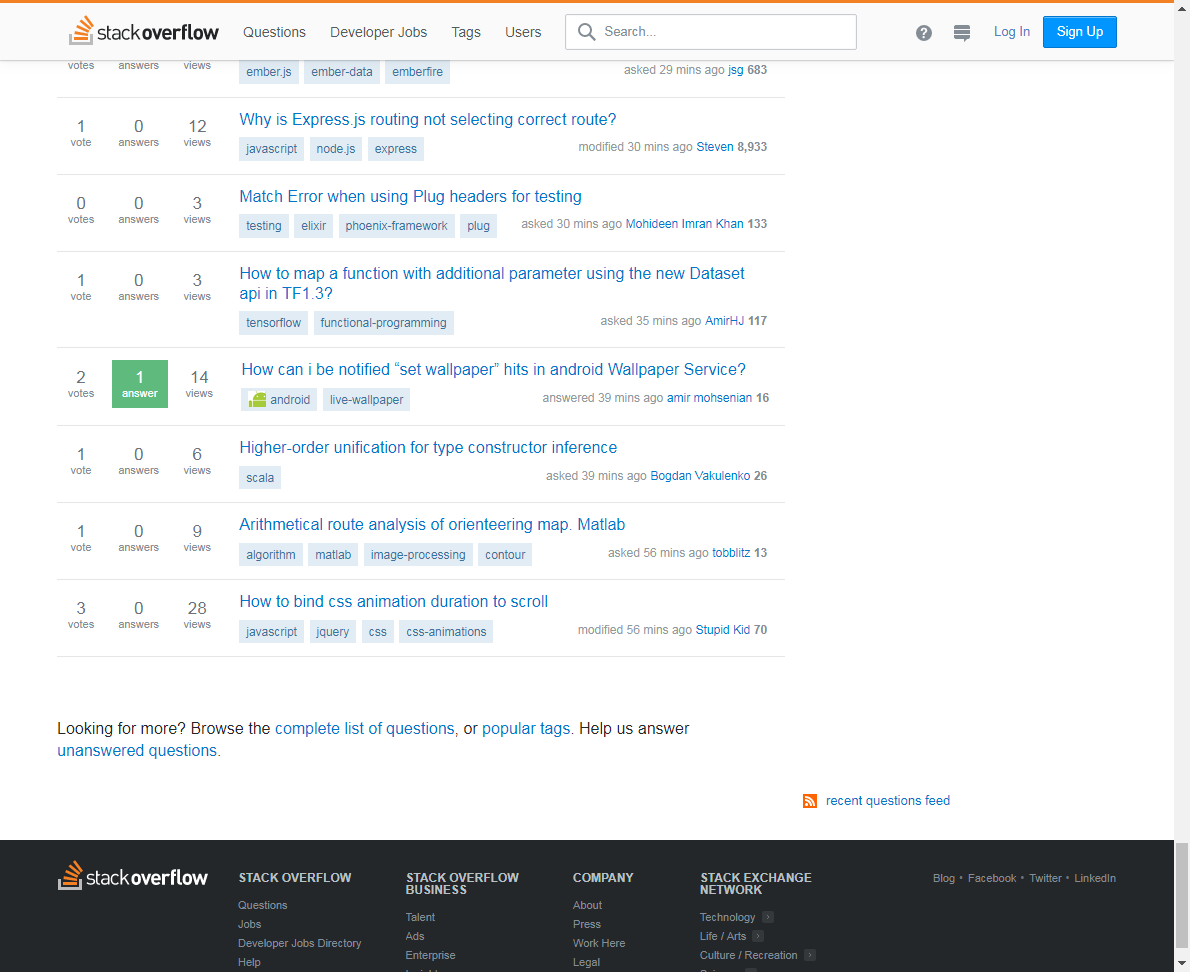 stackoverflow Questions Developer Jobs Tags Users Search... ? Log In Sign Up
votes answers views
ember.js ember-data emberfire asked 29 mins ago jsg 683
1 vote 0 answers 12 views
Why is Express.js routing not selecting correct route?
javascript node.js express modified 30 mins ago Steven 8,933
0 votes 0 answers 3 views
Match Error when using Plug headers for testing
testing elixir phoenix-framework plug asked 30 mins ago Mohideen Imran Khan 133
1 vote 0 answers 3 views
How to map a function with additional parameter using the new Dataset
api in TF1.3?
tensorflow functional-programming asked 35 mins ago AmirHJ 117
2 votes 1 answer 14 views
How can i be notified “set wallpaper” hits in android Wallpaper Service?
android live-wallpaper answered 39 mins ago amir mohsenian 16
1 vote 0 answers 6 views
Higher-order unification for type constructor inference
scala asked 39 mins ago Bogdan Vakulenko 26
1 vote 0 answers 9 views
Arithmetical route analysis of orienteering map. Matlab
algorithm matlab image-processing contour asked 56 mins ago tobblitz 13
3 votes 0 answers 28 views
How to bind css animation duration to scroll
javascript jquery css css-animations modified 56 mins ago Stupid Kid 70
Looking for more? Browse the complete list of questions, or popular tags. Help us answer
unanswered questions.
recent questions feed
stackoverflow
STACK OVERFLOW
Questions
Jobs
Developer Jobs Directory
Help
STACK OVERFLOW
BUSINESS
Talent
Ads
Enterprise
COMPANY
About
Press
Work Here
Legal
STACK EXCHANGE
NETWORK
Technology
Life / Arts
Culture / Recreation
Blog • Facebook • Twitter • LinkedIn